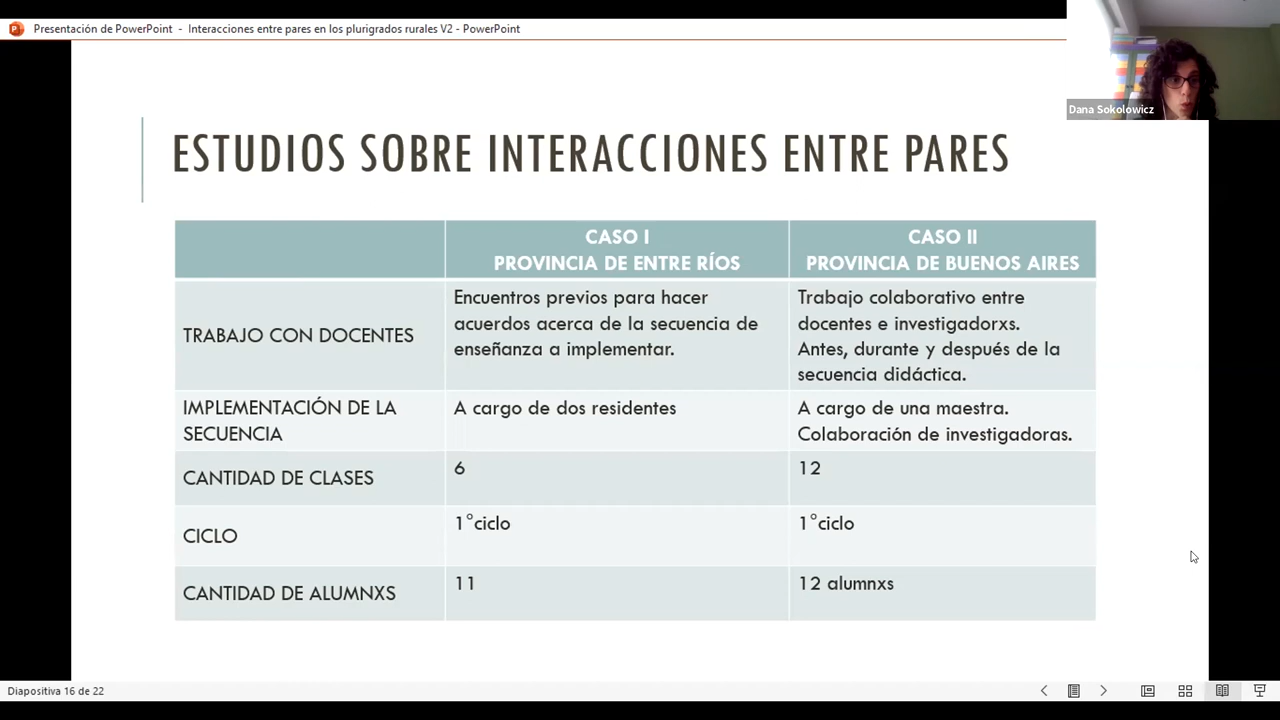 Presentación de PowerPoint - Interacciones entre pares en los plurigrados rurales V2 - PowerPoint
Dana Sokolowicz
ESTUDIOS SOBRE INTERACCIONES ENTRE PARES
CASO I
PROVINCIA DE ENTRE RÍOS
CASO II
PROVINCIA DE BUENOS AIRES
TRABAJO CON DOCENTES
Encuentros previos para hacer
acuerdos acerca de la secuencia de
enseñanza a implementar.
Trabajo colaborativo entre
docentes e investigadorxs.
Antes, durante y después de la
secuencia didáctica.
IMPLEMENTACIÓN DE LA
SECUENCIA
A cargo de dos residentes
A cargo de una maestra.
Colaboración de investigadoras.
CANTIDAD DE CLASES
6
12
CICLO
1°ciclo
1°ciclo
CANTIDAD DE ALUMNXS
11
12 alumnxs
Diapositiva 16 de 22